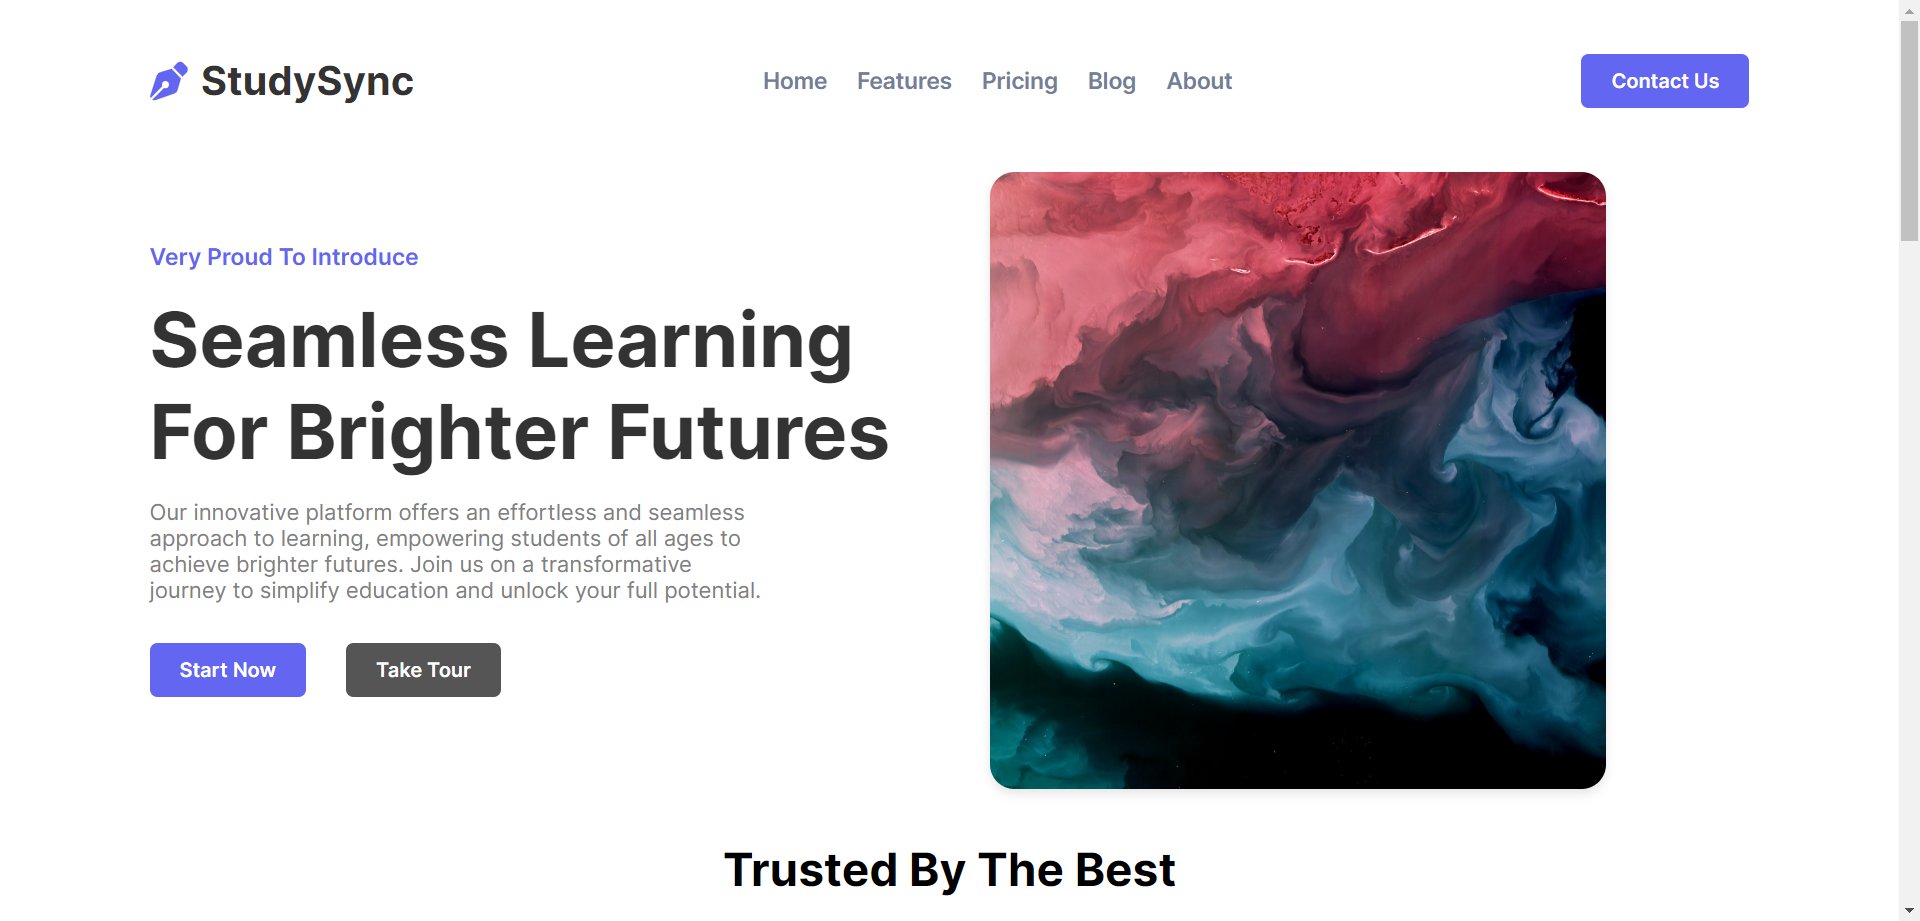 StudySync
Home
Features
Pricing
Blog
About
Contact Us
Very Proud To Introduce
Seamless Learning
For Brighter Futures
Our innovative platform offers an effortless and seamless
approach to learning, empowering students of all ages to
achieve brighter futures. Join us on a transformative
journey to simplify education and unlock your full potential.
Start Now
Take Tour
Trusted By The Best